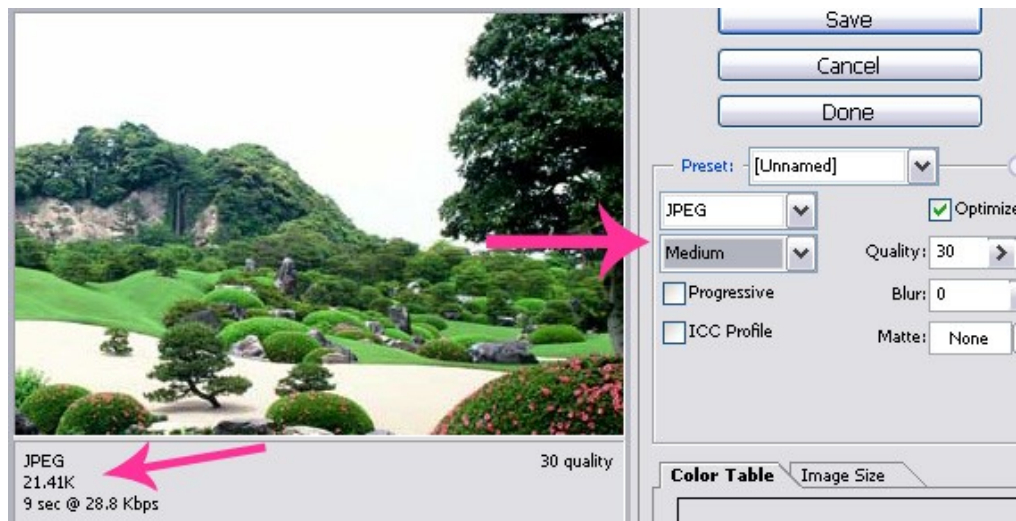 Save
Cancel
Done
Preset: [Unnamed]
JPEG
Optimize
Medium
Quality: 30
Progressive
Blur: 0
ICC Profile
Matte: None
JPEG
30 quality
21.41K
9 sec @ 28.8 Kbps
Color Table
Image Size